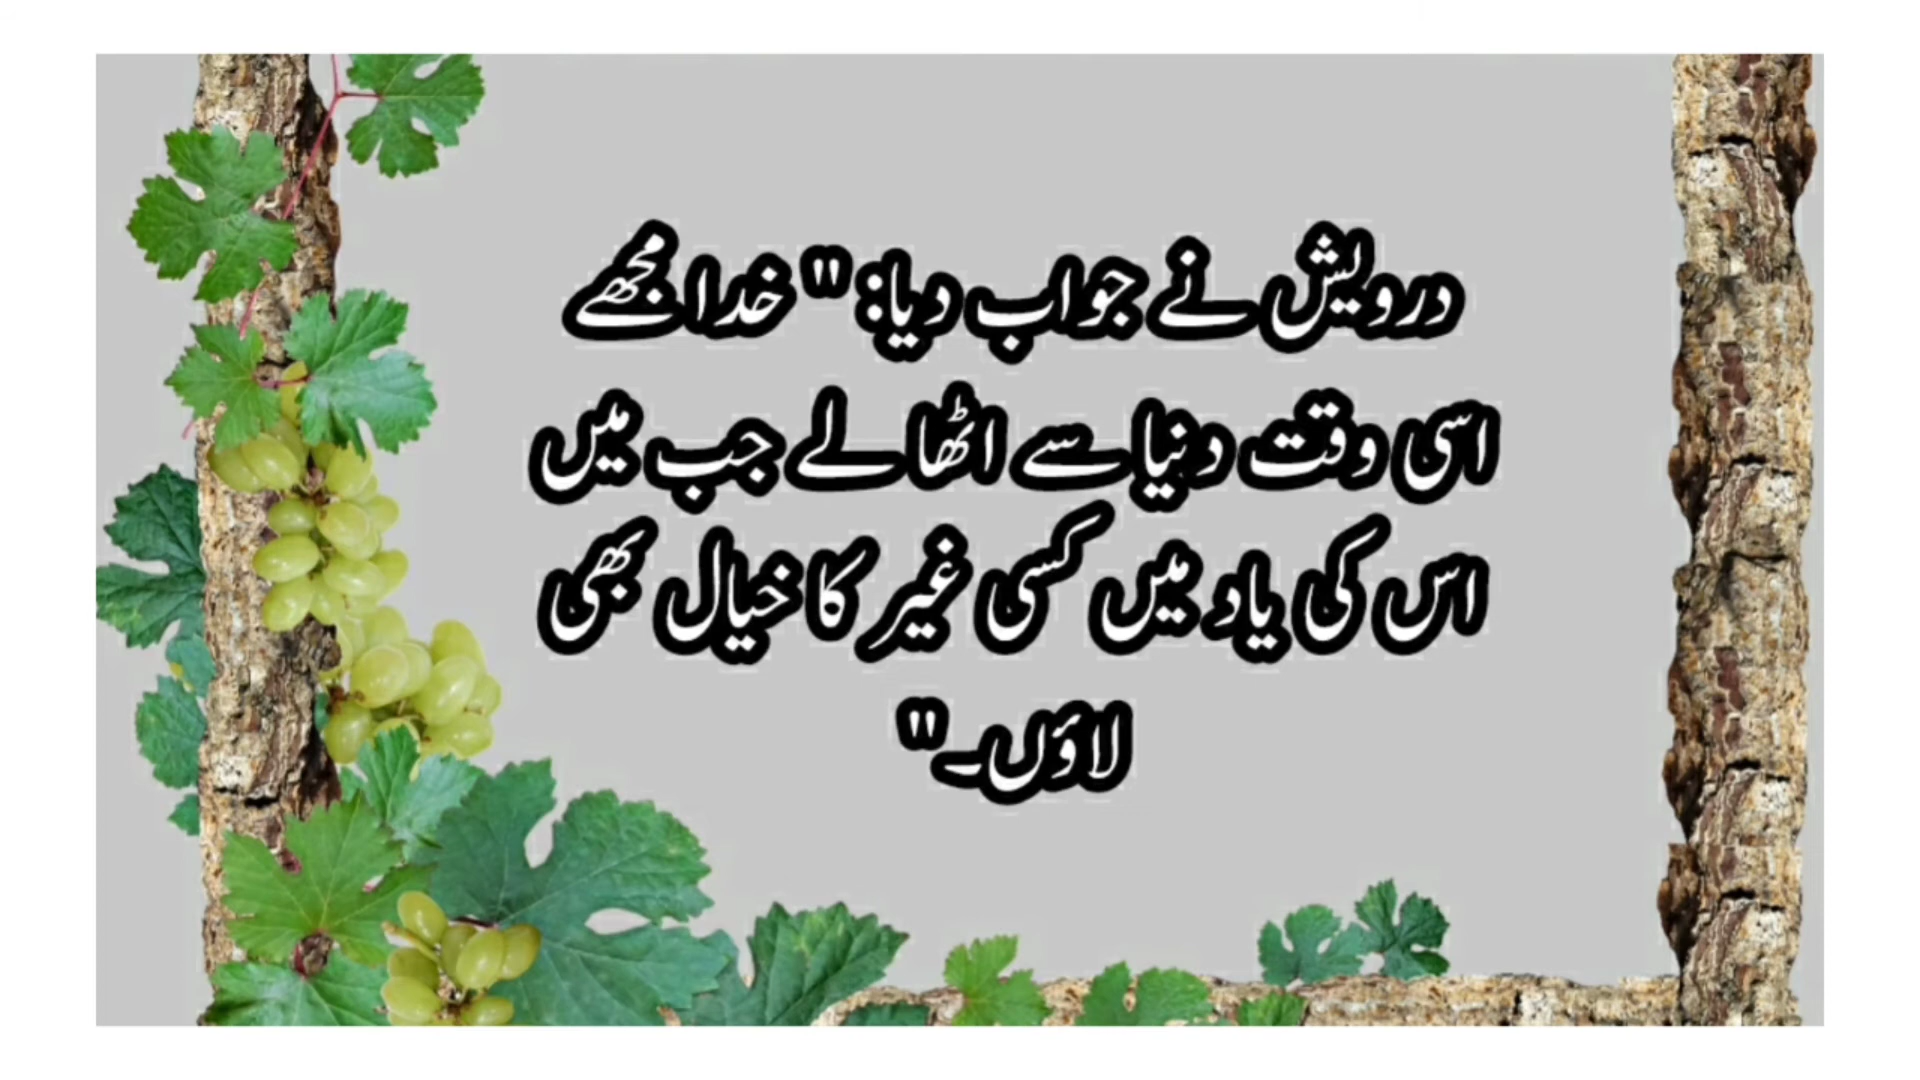 درویش نے جواب دیا: " خدا مجھے
اسی وقت دنیا سے اٹھا لے جب میں
اس کی یاد میں کسی غیر کا خیال بھی
لاؤں۔"